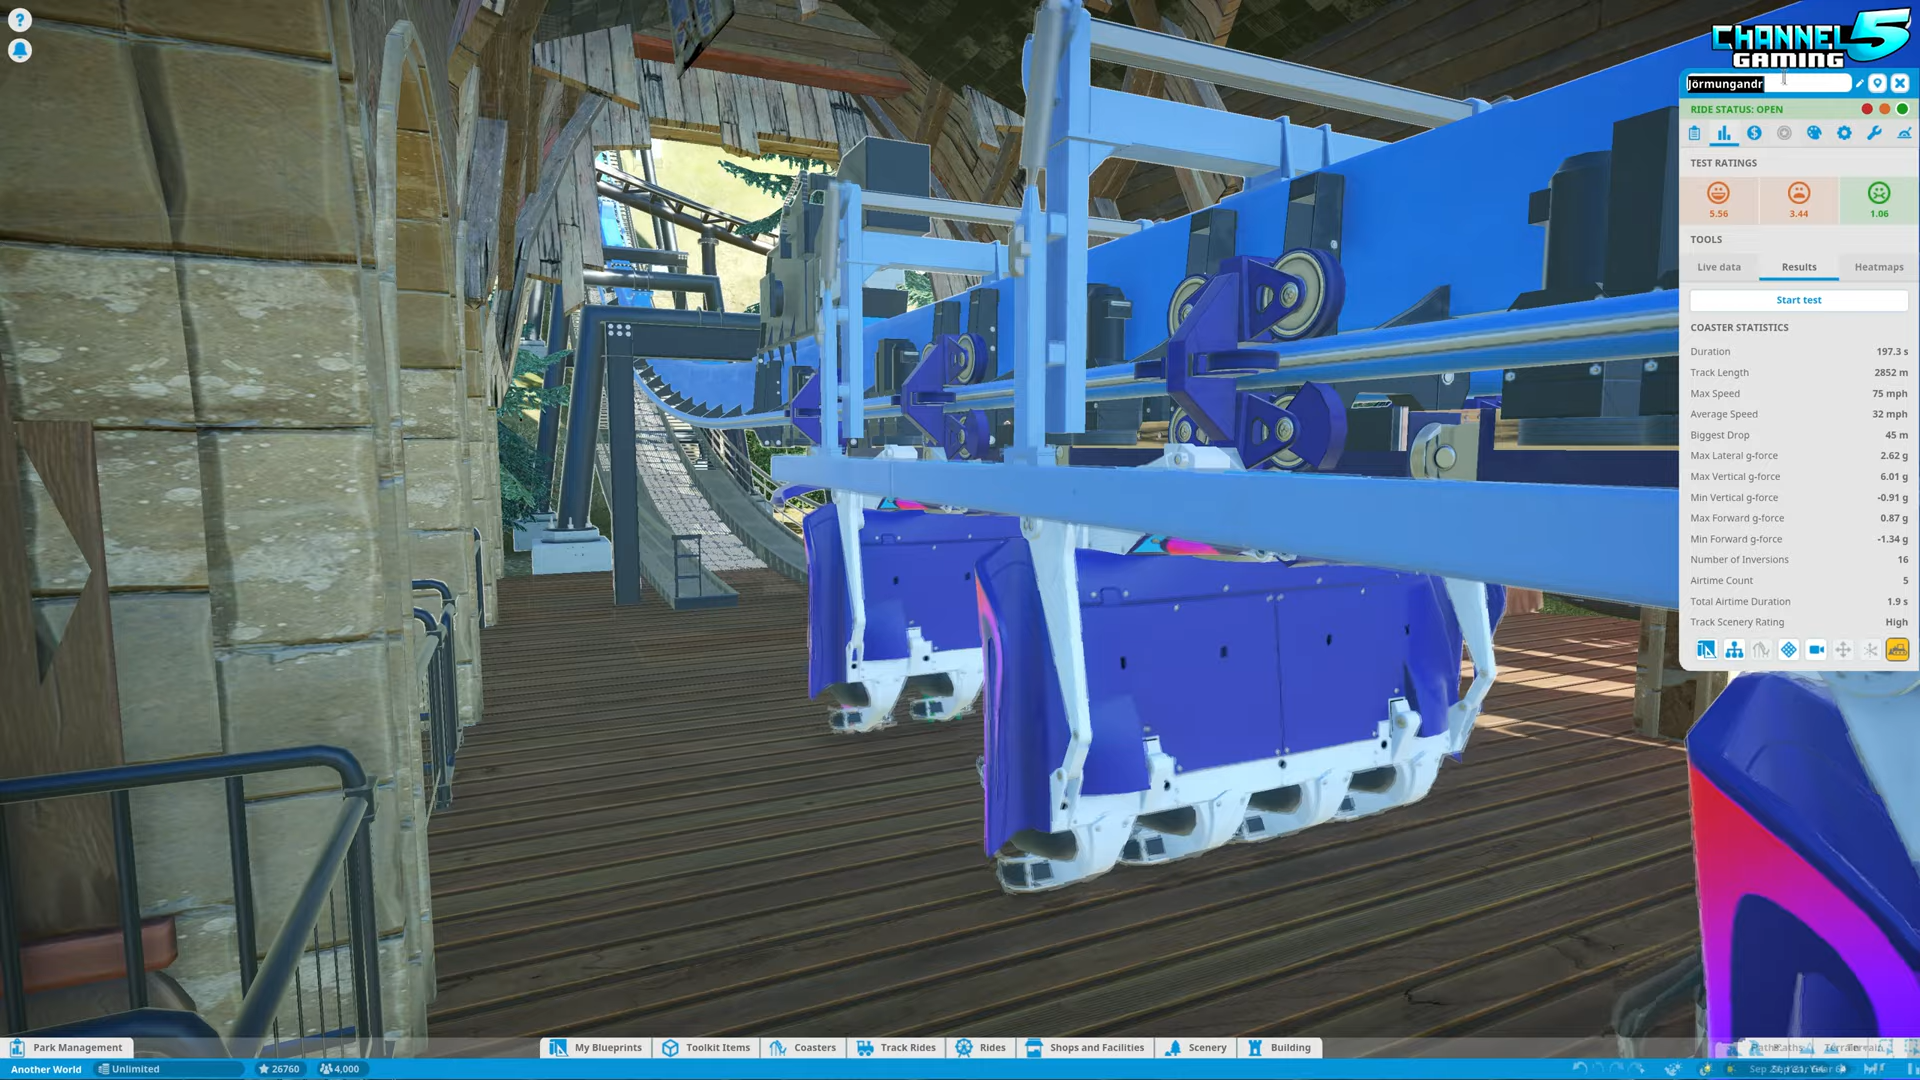 ?
CHANNEL 5
GAMING
Jörmungandr
RIDE STATUS: OPEN
TEST RATINGS
5.56 3.44 1.06
TOOLS
Live data Results Heatmaps
Start test
COASTER STATISTICS
Duration 197.3 s
Track Length 2852 m
Max Speed 75 mph
Average Speed 32 mph
Biggest Drop 45 m
Max Lateral g-force 2.62 g
Max Vertical g-force 6.01 g
Min Vertical g-force -0.91 g
Max Forward g-force 0.87 g
Min Forward g-force -1.34 g
Number of Inversions 16
Airtime Count 5
Total Airtime Duration 1.9 s
Track Scenery Rating High
Park Management My Blueprints Toolkit Items Coasters Track Rides Rides Shops and Facilities Scenery Building
Another World Unlimited 26760 4,000